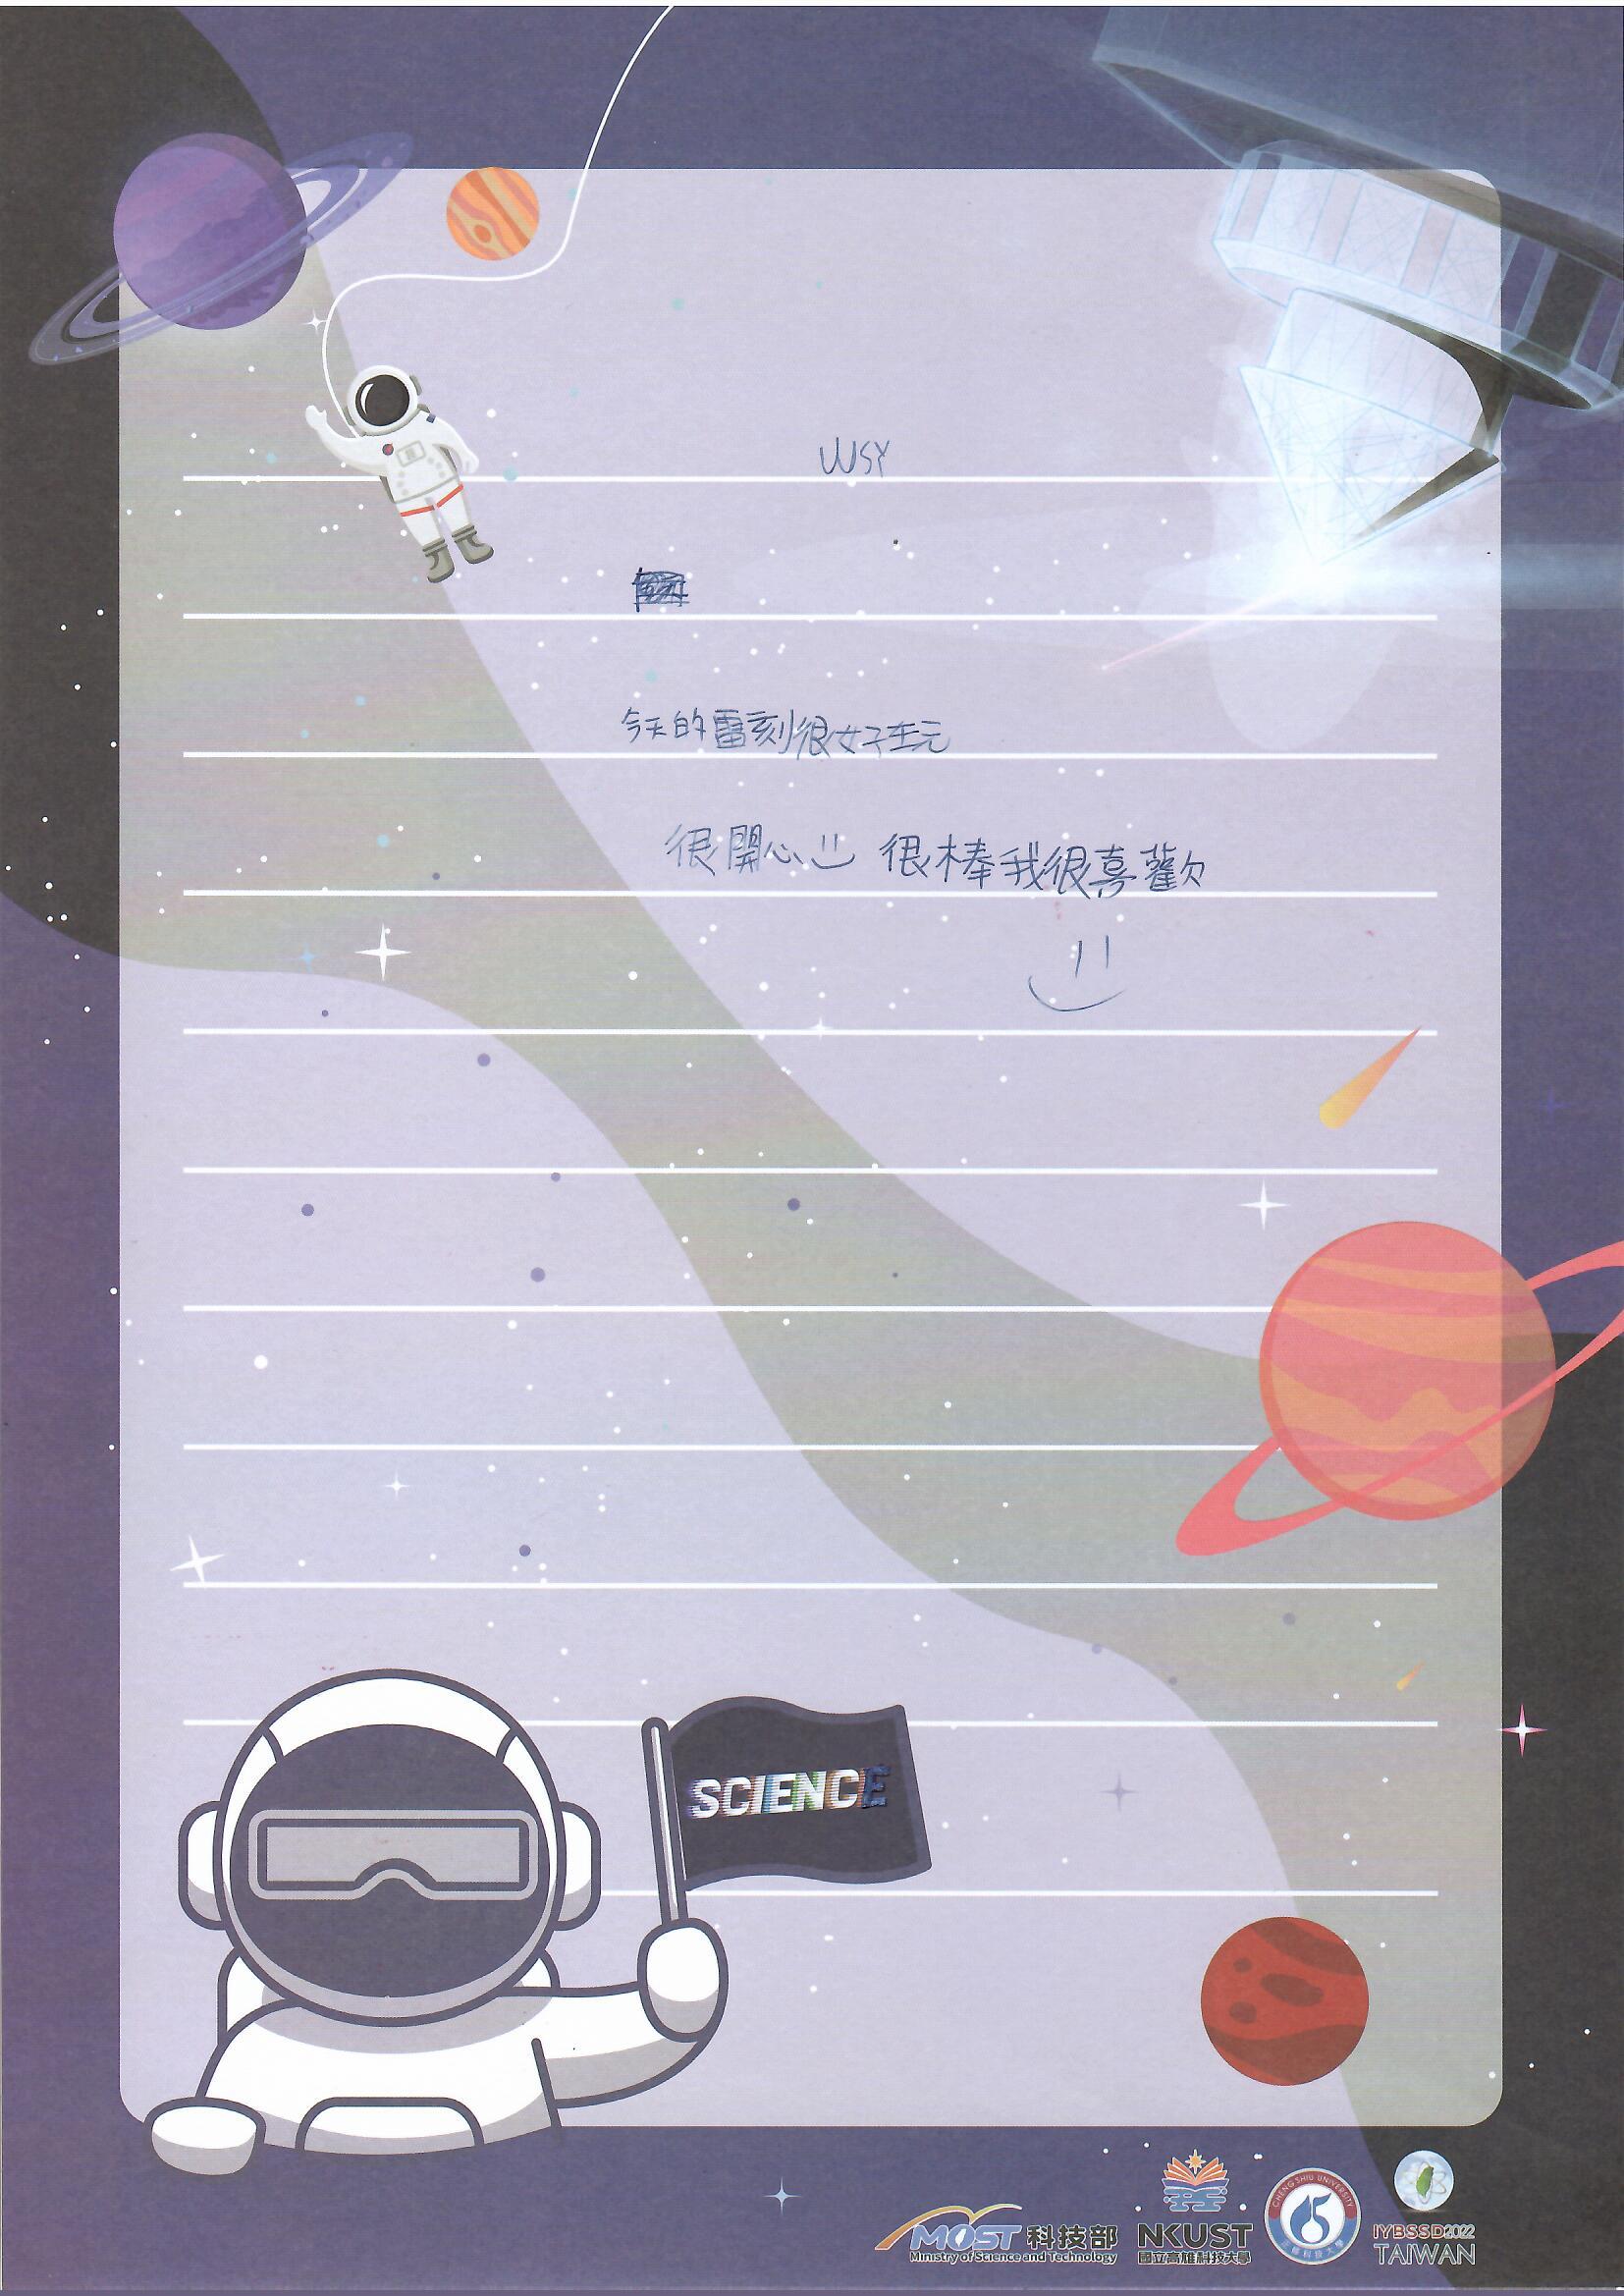 WSY
今天的雷刻很好玩
很開心 很棒我很喜歡
SCIENCE
MOST 科技部
Ministry of Science and Technology
NKUST
國立高雄科技大學
CHENG SHIU UNIVERSITY
正修科技大學
IYBSSD2022
TAIWAN